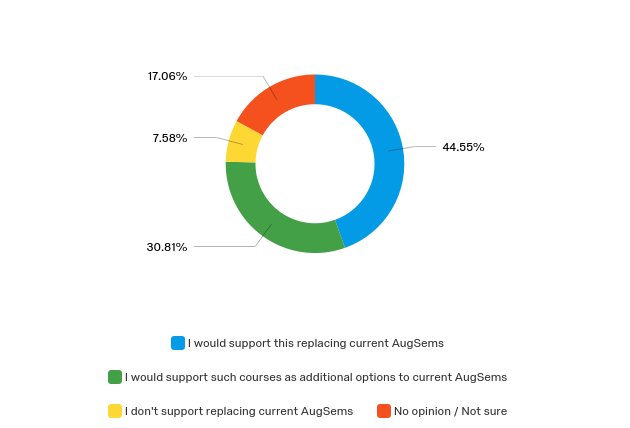 17.06%
7.58%
44.55%
30.81%
I would support this replacing current AugSems
I would support such courses as additional options to current AugSems
I don't support replacing current AugSems No opinion / Not sure